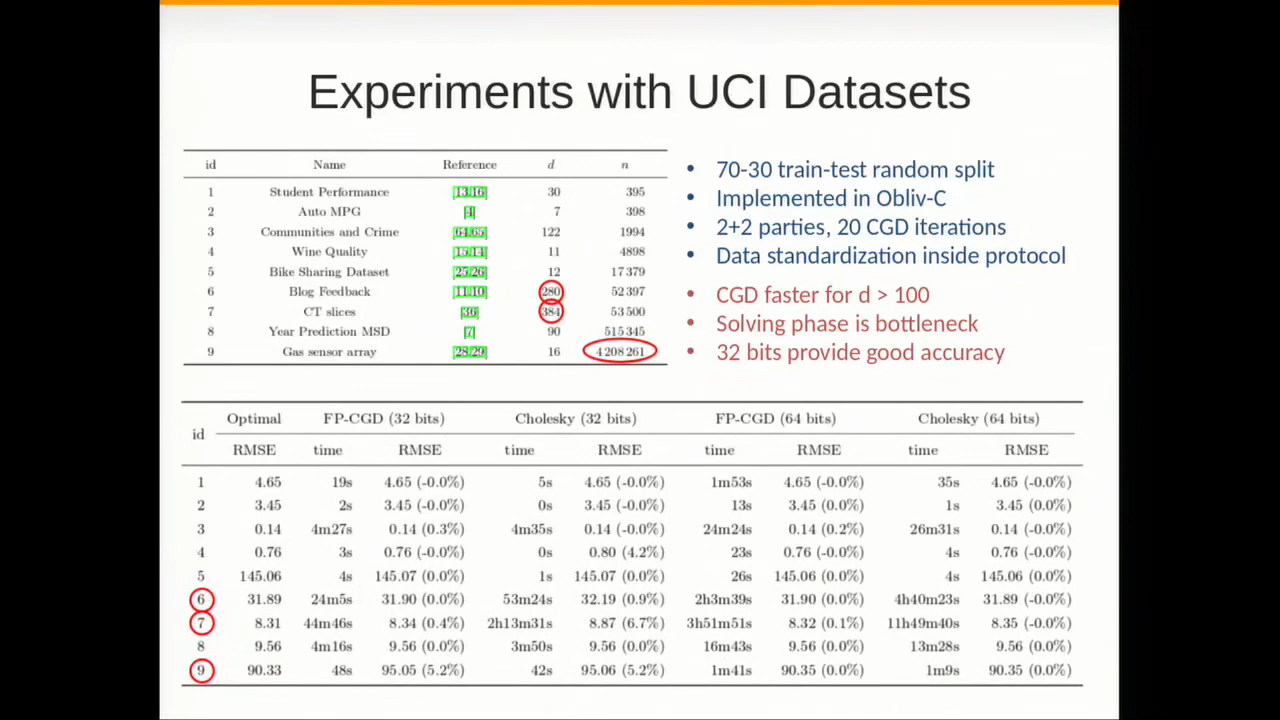 Experiments with UCI Datasets
id Name Reference d n
1 Student Performance [13,16] 30 395
2 Auto MPG [4] 7 398
3 Communities and Crime [64,65] 122 1994
4 Wine Quality [15,14] 11 4898
5 Bike Sharing Dataset [25,26] 12 17 379
6 Blog Feedback [11,10] 280 52 397
7 CT slices [36] 384 53 500
8 Year Prediction MSD [7] 90 515 345
9 Gas sensor array [28,29] 16 4 208 261
• 70-30 train-test random split
• Implemented in Obliv-C
• 2+2 parties, 20 CGD iterations
• Data standardization inside protocol
• CGD faster for d > 100
• Solving phase is bottleneck
• 32 bits provide good accuracy
id Optimal FP-CGD (32 bits) Cholesky (32 bits) FP-CGD (64 bits) Cholesky (64 bits)
RMSE time RMSE time RMSE time RMSE time RMSE
1 4.65 19s 4.65 (-0.0%) 5s 4.65 (-0.0%) 1m53s 4.65 (-0.0%) 35s 4.65 (-0.0%)
2 3.45 2s 3.45 (-0.0%) 0s 3.45 (-0.0%) 13s 3.45 (0.0%) 1s 3.45 (0.0%)
3 0.14 4m27s 0.14 (0.3%) 4m35s 0.14 (-0.0%) 24m24s 0.14 (0.2%) 26m31s 0.14 (-0.0%)
4 0.76 3s 0.76 (-0.0%) 0s 0.80 (4.2%) 23s 0.76 (-0.0%) 4s 0.76 (-0.0%)
5 145.06 4s 145.07 (0.0%) 1s 145.07 (0.0%) 26s 145.06 (0.0%) 4s 145.06 (0.0%)
6 31.89 24m5s 31.90 (0.0%) 53m24s 32.19 (0.9%) 2h3m39s 31.90 (0.0%) 4h40m23s 31.89 (-0.0%)
7 8.31 44m46s 8.34 (0.4%) 2h13m31s 8.87 (6.7%) 3h51m51s 8.32 (0.1%) 11h49m40s 8.35 (-0.0%)
8 9.56 4m16s 9.56 (0.0%) 3m50s 9.56 (0.0%) 16m43s 9.56 (0.0%) 13m28s 9.56 (0.0%)
9 90.33 48s 95.05 (5.2%) 42s 95.06 (5.2%) 1m41s 90.35 (0.0%) 1m9s 90.35 (0.0%)